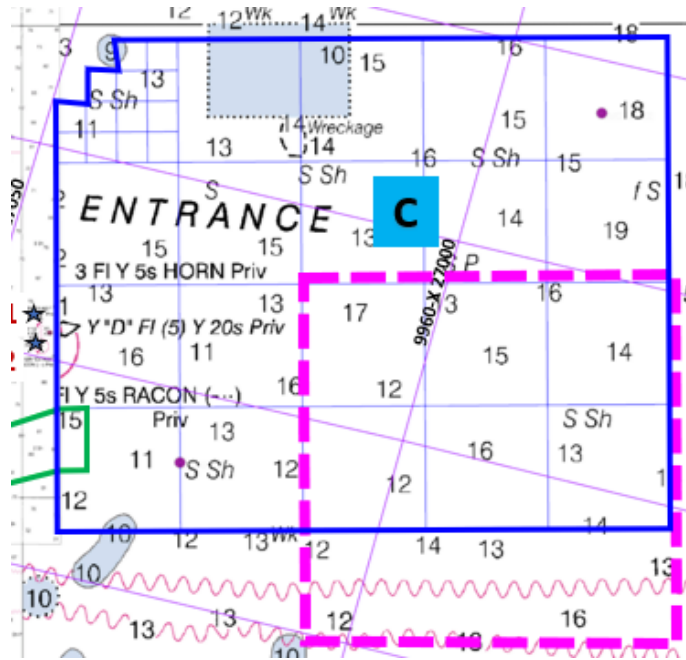 12 12 Wk 14 Wk 18
3 9 10 16
13 15
S Sh 18
11 14 Wreckage 15
13 14 16 S Sh 15
S S Sh f S
ENTRANCE C 14 19
15 15 13
3 Fl Y 5s HORN Priv P
13 13 17 3 16
Y "D" Fl (5) Y 20s Priv 9960-X 27000
16 11 15 14
16 12
Fl Y 5s RACON (-·-)
15 Priv S Sh
13 16 13
11 S Sh 12 12
12
10 12 13 Wk 12 14 13 14
10 13
10 13 13 12 16
10 13